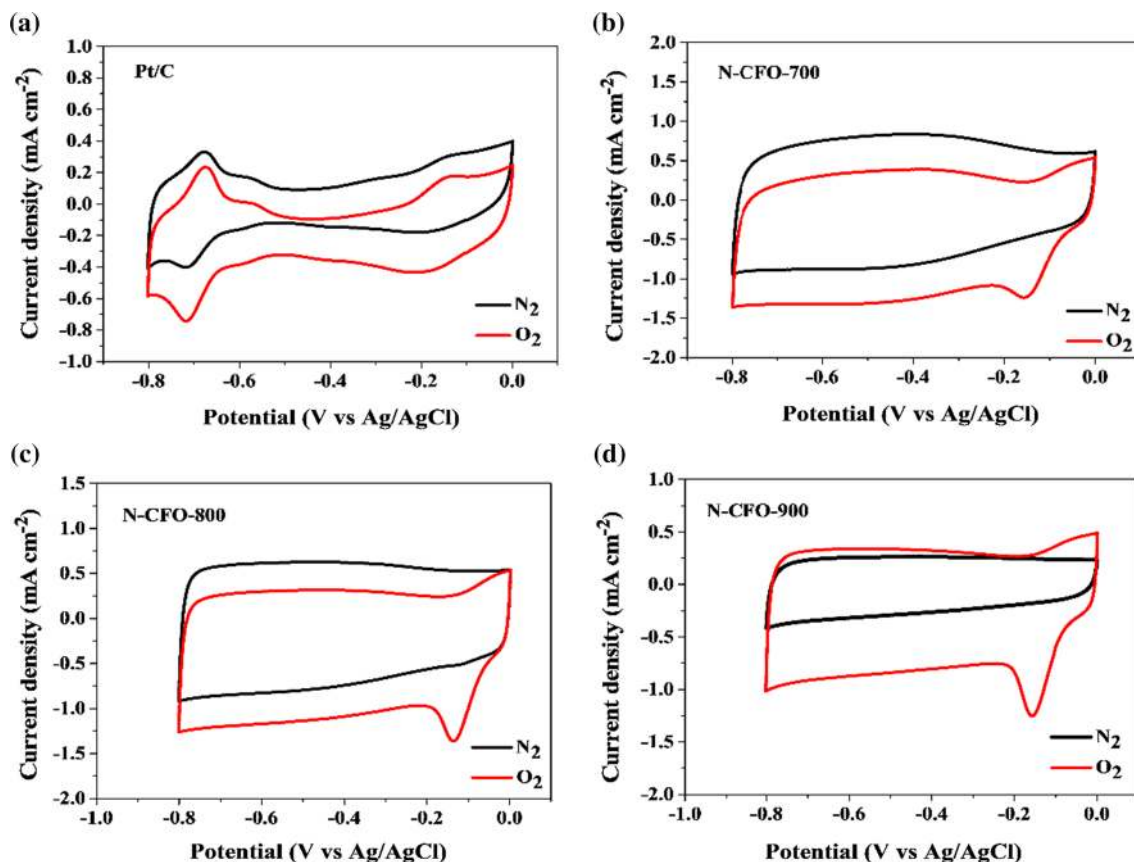 (a)
Pt/C
Current density (mA cm⁻²)
1.0
0.8
0.6
0.4
0.2
0.0
-0.2
-0.4
-0.6
-0.8
-1.0
-0.8
-0.6
-0.4
-0.2
0.0
N₂
O₂
Potential (V vs Ag/AgCl)
(b)
N-CFO-700
Current density (mA cm⁻²)
2.0
1.5
1.0
0.5
0.0
-0.5
-1.0
-1.5
-2.0
-0.8
-0.6
-0.4
-0.2
0.0
N₂
O₂
Potential (V vs Ag/AgCl)
(c)
N-CFO-800
Current density (mA cm⁻²)
1.5
1.0
0.5
0.0
-0.5
-1.0
-1.5
-2.0
-1.0
-0.8
-0.6
-0.4
-0.2
0.0
N₂
O₂
Potential (V vs Ag/AgCl)
(d)
N-CFO-900
Current density (mA cm⁻²)
1.0
0.5
0.0
-0.5
-1.0
-1.5
-2.0
-1.0
-0.8
-0.6
-0.4
-0.2
0.0
N₂
O₂
Potential (V vs Ag/AgCl)